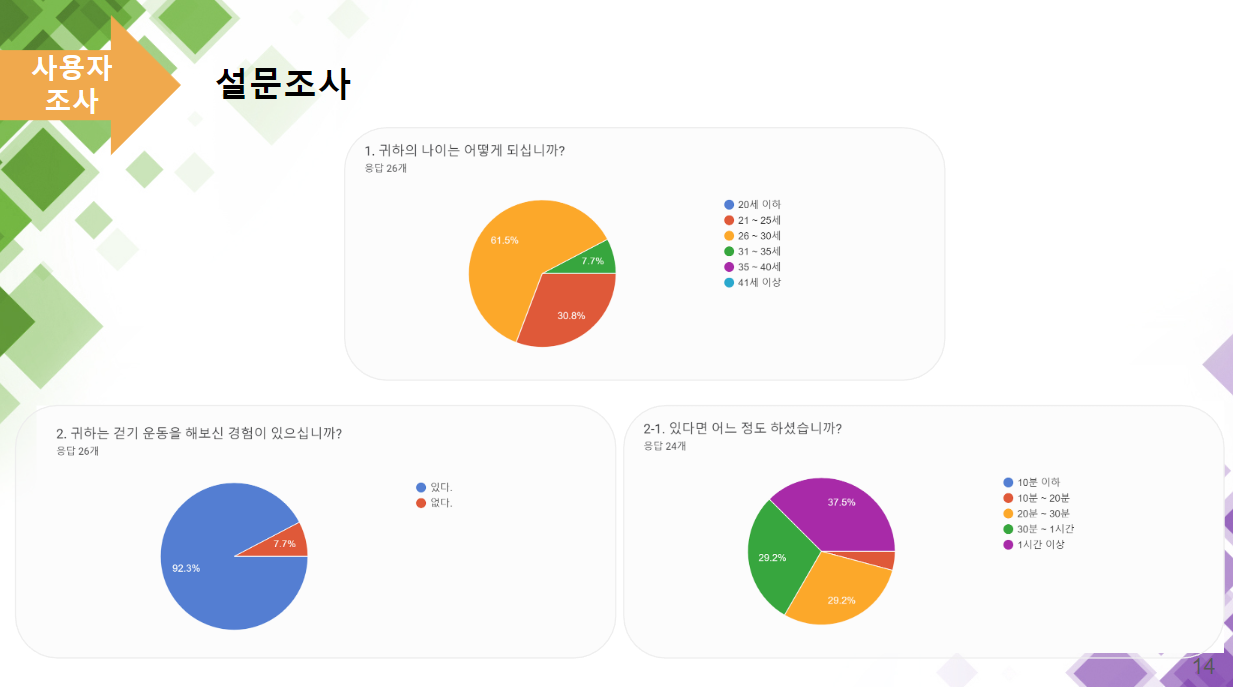 사용자
조사
설문조사
1. 귀하의 나이는 어떻게 되십니까?
응답 26개
61.5%
7.7%
30.8%
20세 이하
21 ~ 25세
26 ~ 30세
31 ~ 35세
35 ~ 40세
41세 이상
2. 귀하는 걷기 운동을 해보신 경험이 있으십니까?
응답 26개
92.3%
7.7%
있다.
없다.
2-1. 있다면 어느 정도 하셨습니까?
응답 24개
37.5%
29.2%
29.2%
10분 이하
10분 ~ 20분
20분 ~ 30분
30분 ~ 1시간
1시간 이상
14